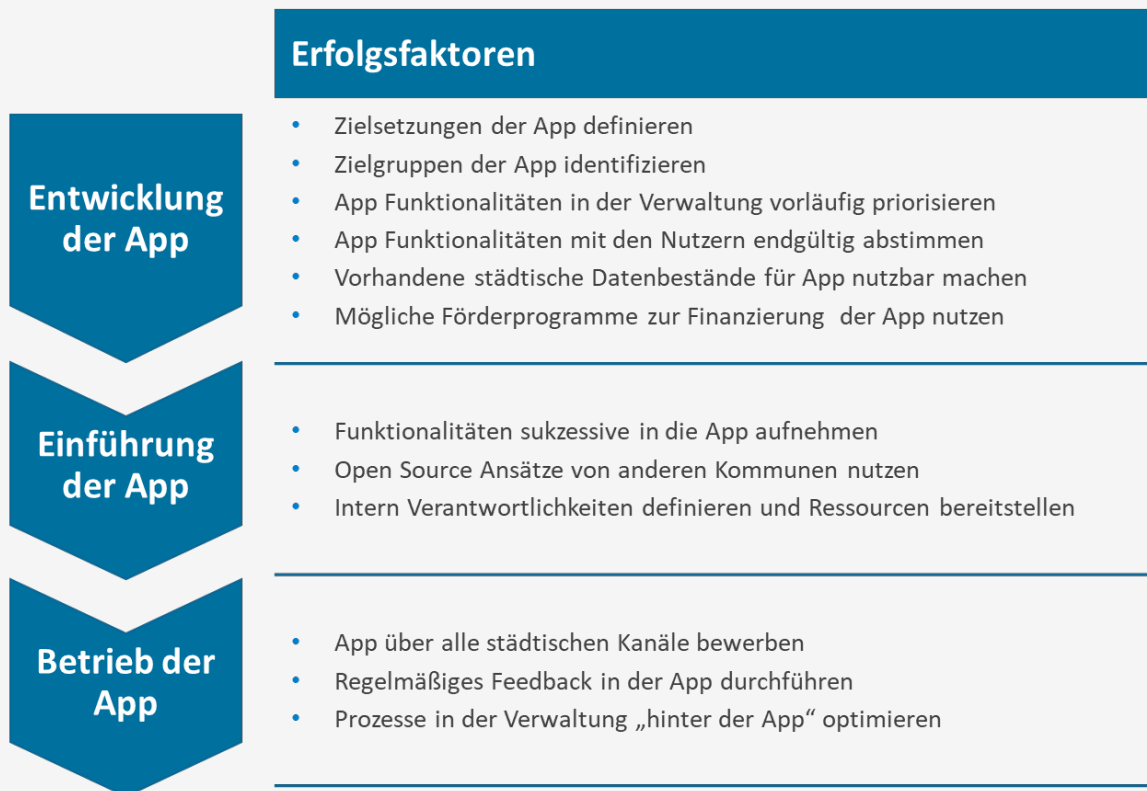 Erfolgsfaktoren
Entwicklung
der App
• Zielsetzungen der App definieren
• Zielgruppen der App identifizieren
• App Funktionalitäten in der Verwaltung vorläufig priorisieren
• App Funktionalitäten mit den Nutzern endgültig abstimmen
• Vorhandene städtische Datenbestände für App nutzbar machen
• Mögliche Förderprogramme zur Finanzierung der App nutzen
Einführung
der App
• Funktionalitäten sukzessive in die App aufnehmen
• Open Source Ansätze von anderen Kommunen nutzen
• Intern Verantwortlichkeiten definieren und Ressourcen bereitstellen
Betrieb der
App
• App über alle städtischen Kanäle bewerben
• Regelmäßiges Feedback in der App durchführen
• Prozesse in der Verwaltung „hinter der App“ optimieren